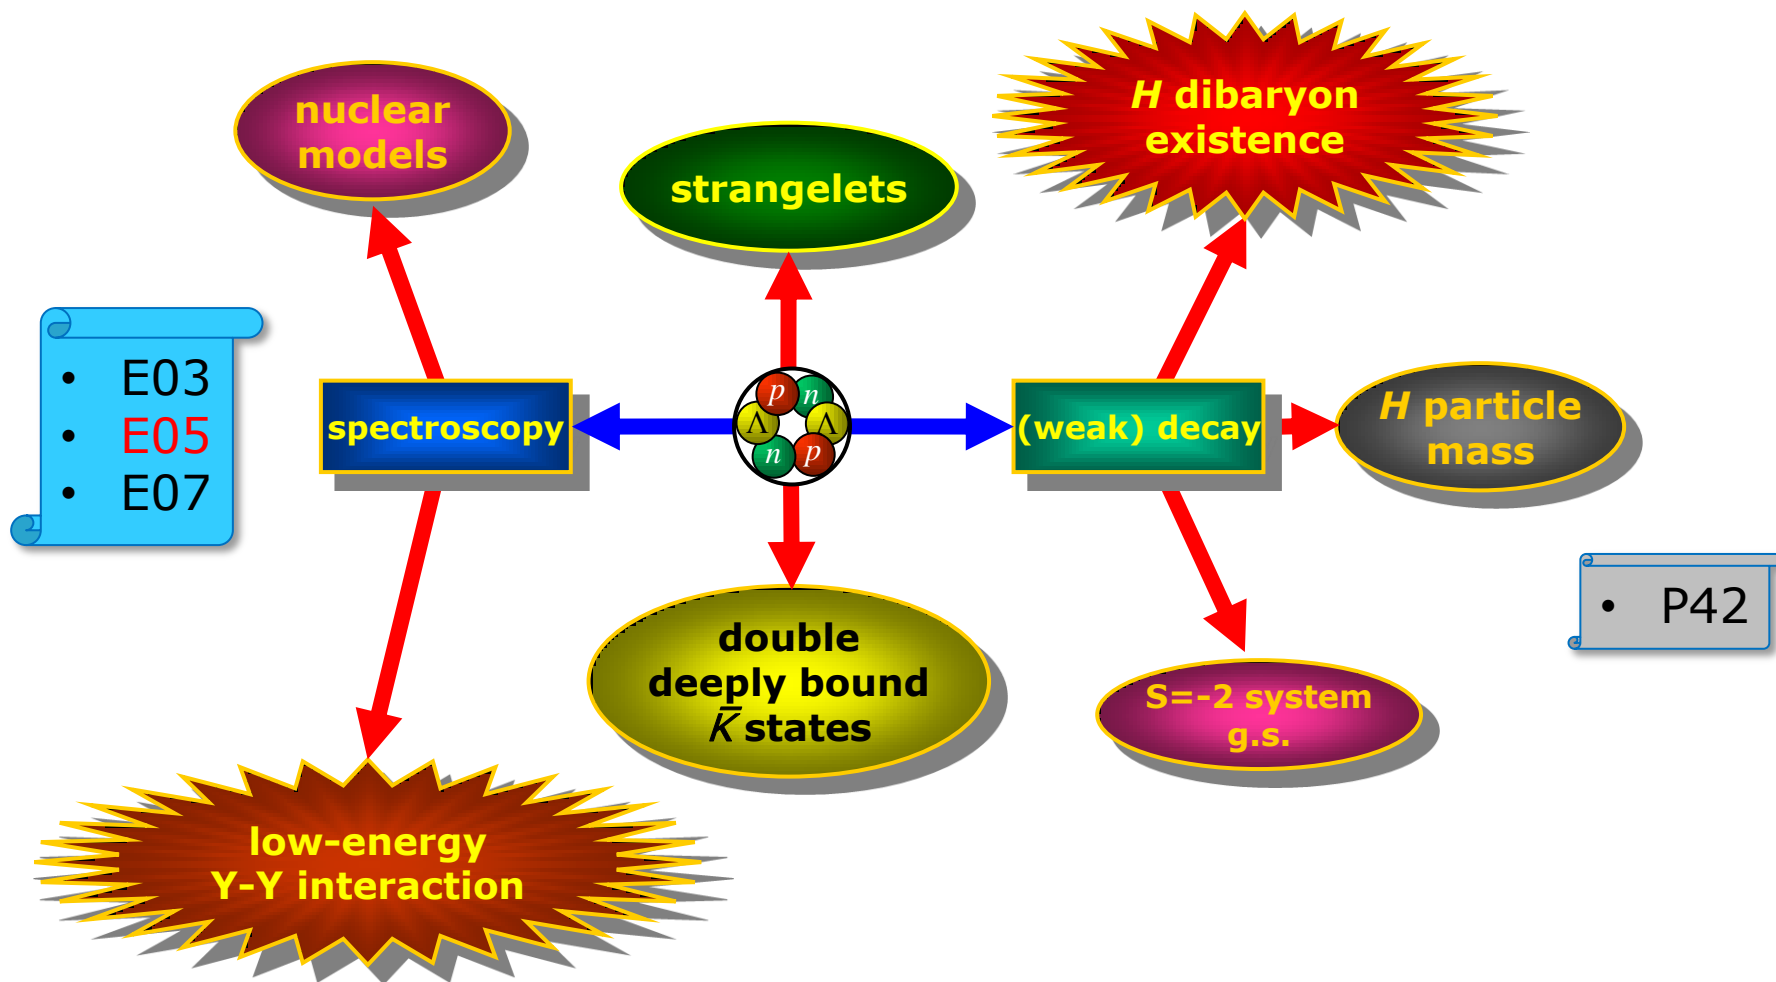 nuclear
models
strangelets
H dibaryon
existence
• E03
• E05
• E07
spectroscopy
p n
Λ Λ
n p
(weak) decay
H particle
mass
• P42
double
deeply bound
K̅ states
S=-2 system
g.s.
low-energy
Y-Y interaction